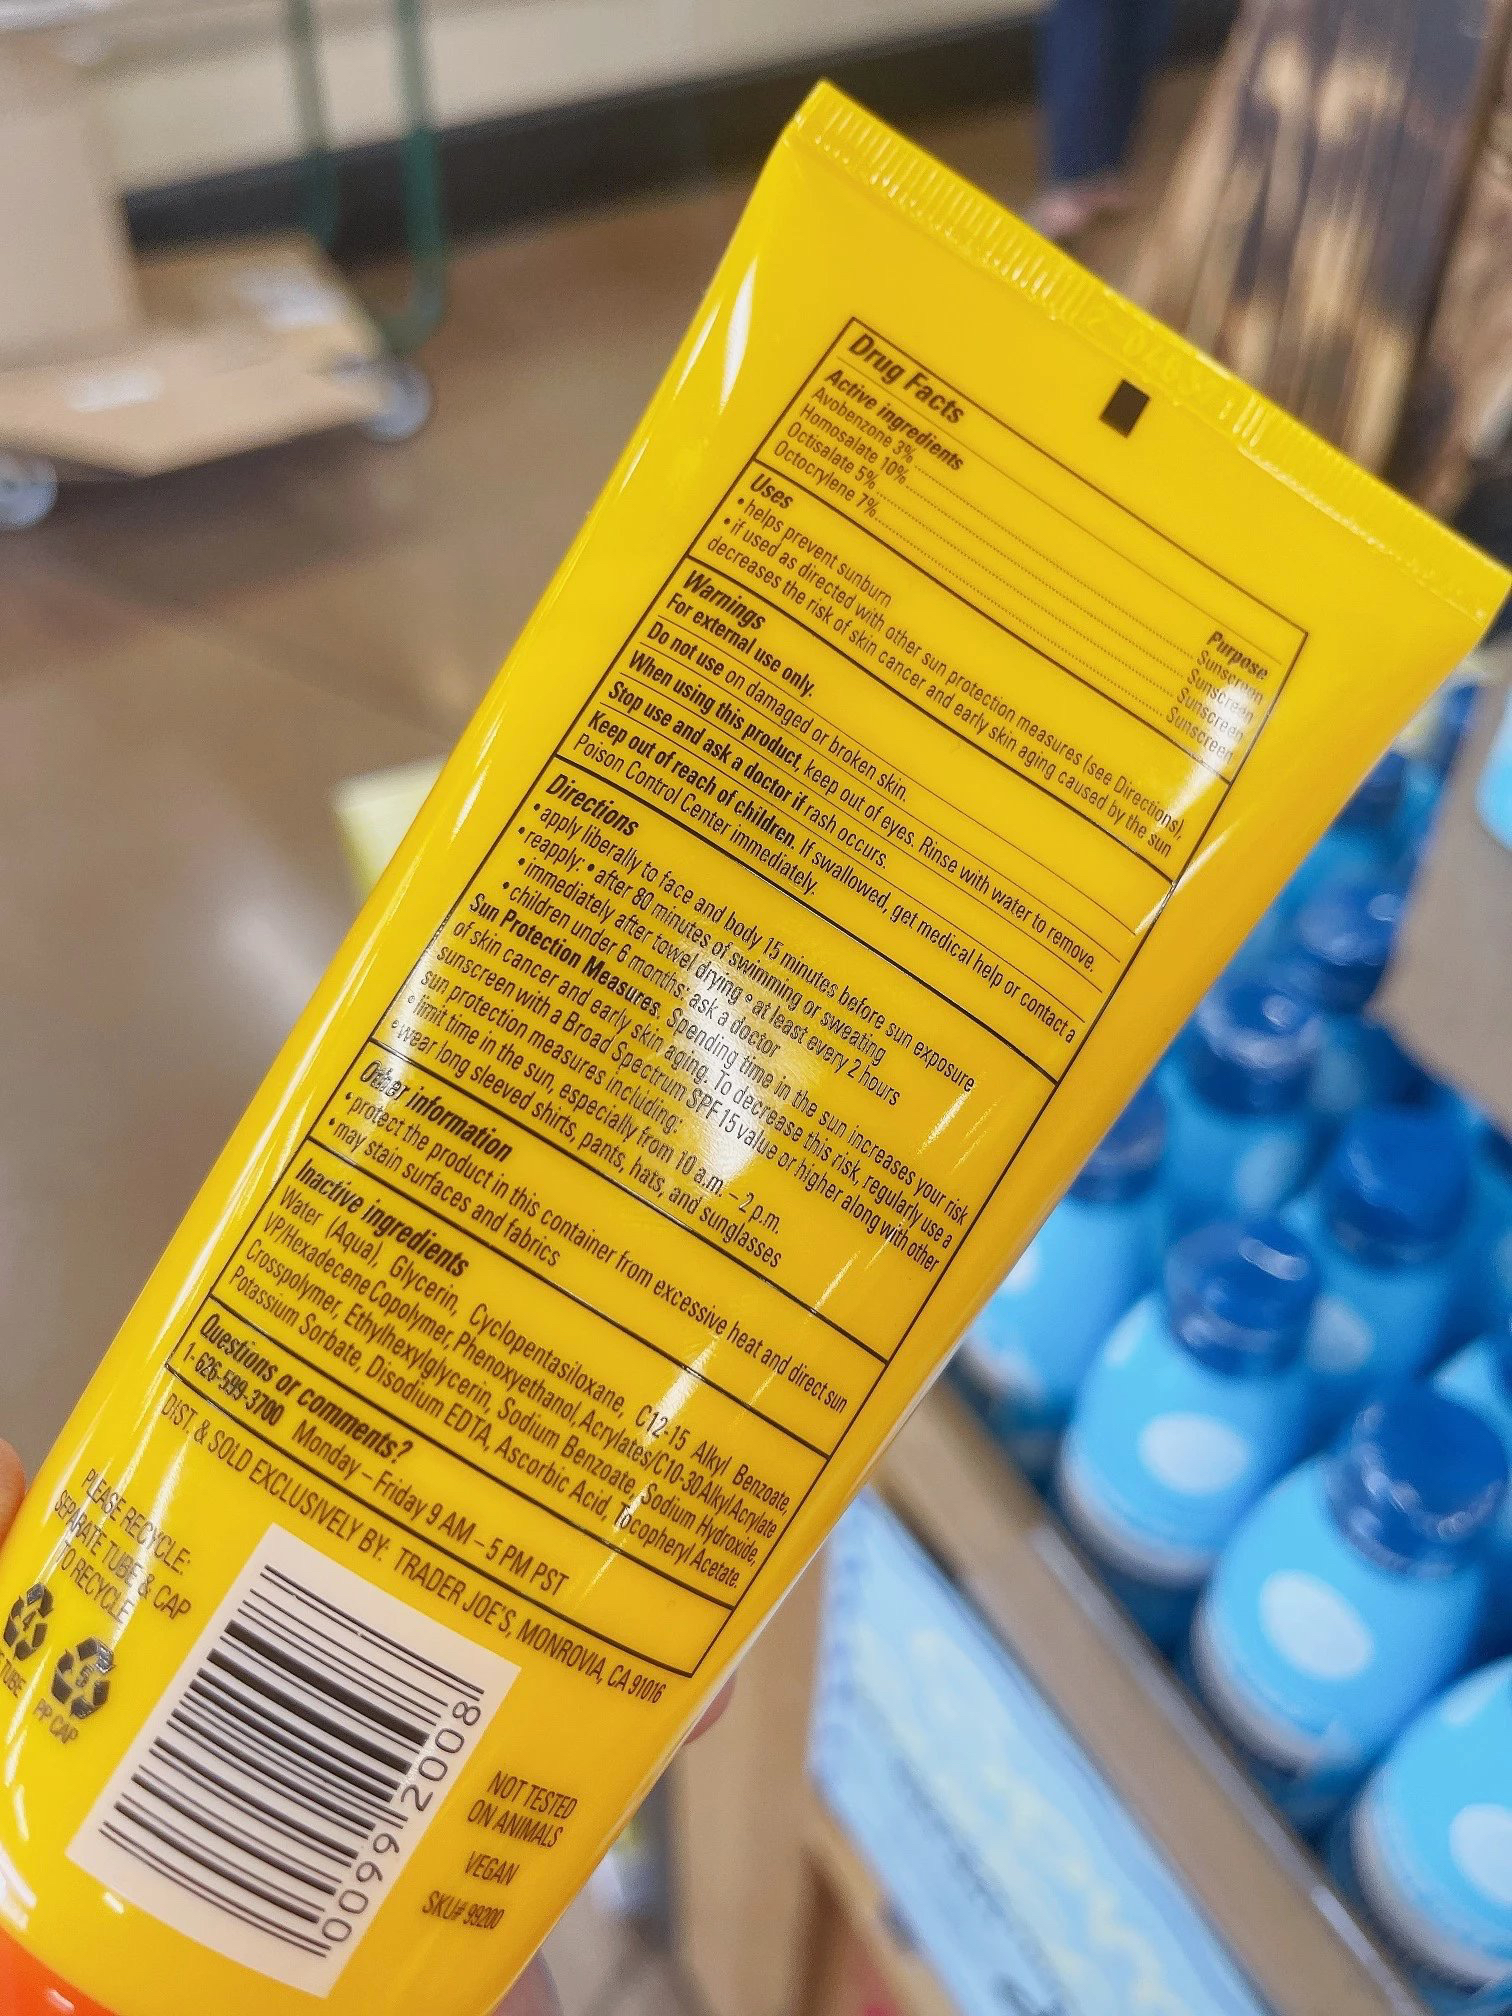 Drug Facts
Active ingredients Purpose
Avobenzone 3% Sunscreen
Homosalate 10% Sunscreen
Octisalate 5% Sunscreen
Octocrylene 7% Sunscreen
Uses
• helps prevent sunburn
• if used as directed with other sun protection measures (see Directions),
decreases the risk of skin cancer and early skin aging caused by the sun
Warnings
For external use only.
Do not use on damaged or broken skin.
When using this product, keep out of eyes. Rinse with water to remove.
Stop use and ask a doctor if rash occurs.
Keep out of reach of children. If swallowed, get medical help or contact a
Poison Control Center immediately.
Directions
• apply liberally to face and body 15 minutes before sun exposure
• reapply: • after 80 minutes of swimming or sweating
• immediately after towel drying • at least every 2 hours
• children under 6 months: ask a doctor
Sun Protection Measures. Spending time in the sun increases your risk
of skin cancer and early skin aging. To decrease this risk, regularly use a
sunscreen with a Broad Spectrum SPF 15 value or higher along with other
sun protection measures including:
• limit time in the sun, especially from 10 a.m. – 2 p.m.
• wear long sleeved shirts, pants, hats, and sunglasses
Other information
• protect the product in this container from excessive heat and direct sun
• may stain surfaces and fabrics
Inactive ingredients
Water (Aqua), Glycerin, Cyclopentasiloxane, C12-15 Alkyl Benzoate,
VP/Hexadecene Copolymer, Phenoxyethanol, Acrylates/C10-30 Alkyl Acrylate
Crosspolymer, Ethylhexylglycerin, Sodium Benzoate, Sodium Hydroxide,
Potassium Sorbate, Disodium EDTA, Ascorbic Acid, Tocopheryl Acetate.
Questions or comments?
1-626-599-3700 Monday – Friday 9 AM – 5 PM PST
DIST. & SOLD EXCLUSIVELY BY: TRADER JOE'S, MONROVIA, CA 91016
PLEASE RECYCLE:
SEPARATE TUBE & CAP
TO RECYCLE
4
TUBE
5
PP CAP
0099 2008
NOT TESTED
ON ANIMALS
VEGAN
SKU# 99200